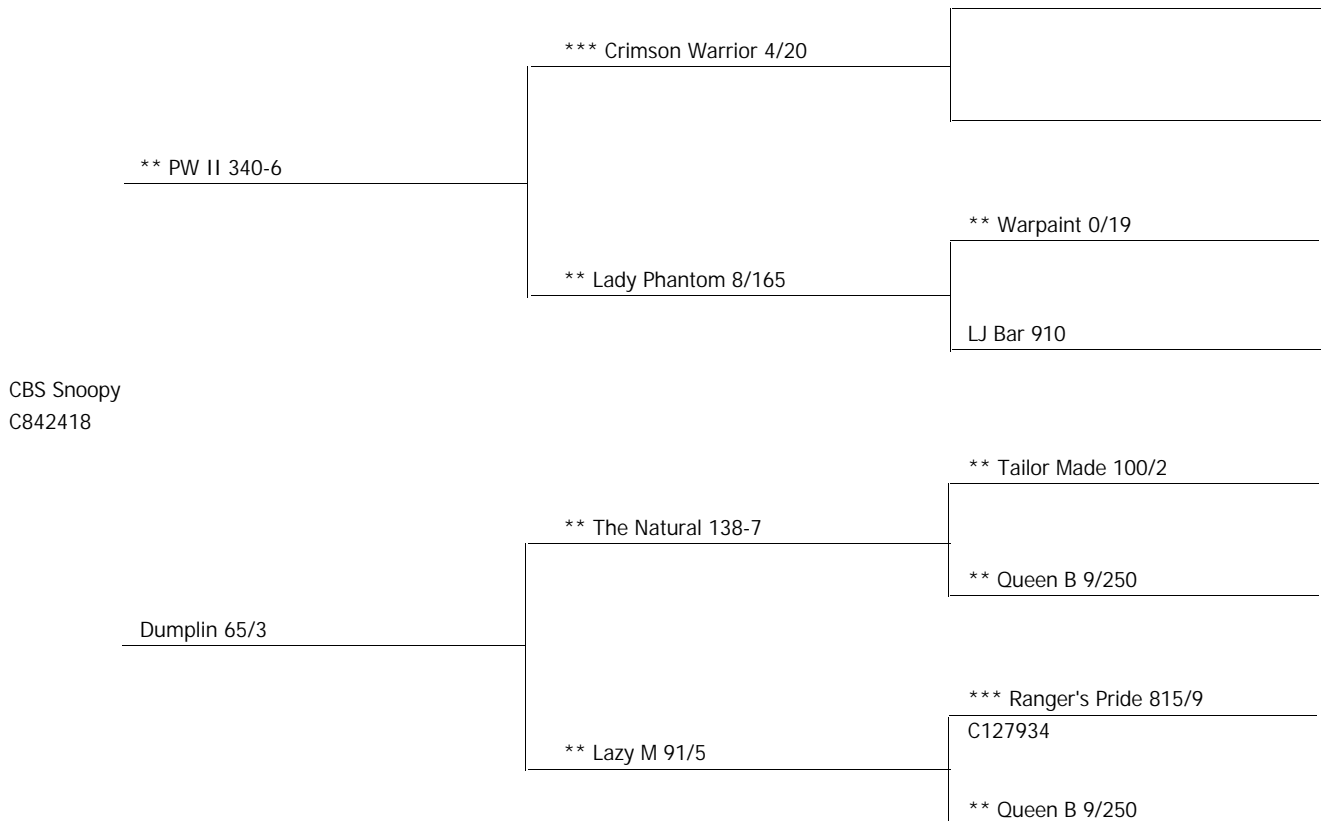 *** Crimson Warrior 4/20
** PW II 340-6
** Warpaint 0/19
** Lady Phantom 8/165
LJ Bar 910
CBS Snoopy
C842418
** Tailor Made 100/2
** The Natural 138-7
** Queen B 9/250
Dumplin 65/3
*** Ranger's Pride 815/9
C127934
** Lazy M 91/5
** Queen B 9/250